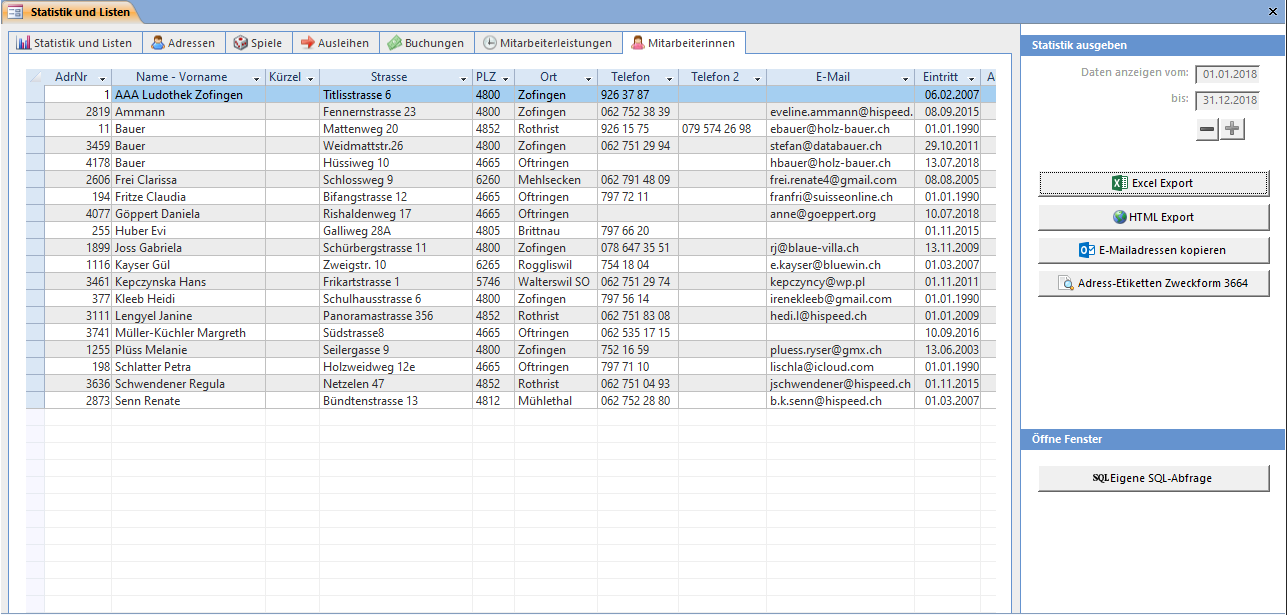 Statistik und Listen
Statistik und Listen Adressen Spiele Ausleihen Buchungen Mitarbeiterleistungen Mitarbeiterinnen
AdrNr Name - Vorname Kürzel Strasse PLZ Ort Telefon Telefon 2 E-Mail Eintritt A
1 AAA Ludothek Zofingen Titlisstrasse 6 4800 Zofingen 926 37 87 06.02.2007
2819 Ammann Fennernstrasse 23 4800 Zofingen 062 752 38 39 eveline.ammann@hispeed. 08.09.2015
11 Bauer Mattenweg 20 4852 Rothrist 926 15 75 079 574 26 98 ebauer@holz-bauer.ch 01.01.1990
3459 Bauer Weidmattstr.26 4800 Zofingen 062 751 29 94 stefan@databauer.ch 29.10.2011
4178 Bauer Hüssiweg 10 4665 Oftringen hbauer@holz-bauer.ch 13.07.2018
2606 Frei Clarissa Schlossweg 9 6260 Mehlsecken 062 791 48 09 frei.renate4@gmail.com 08.08.2005
194 Fritze Claudia Bifangstrasse 12 4665 Oftringen 797 72 11 franfri@suisseonline.ch 01.01.1990
4077 Göppert Daniela Rishaldenweg 17 4665 Oftringen anne@goeppert.org 10.07.2018
255 Huber Evi Galliweg 28A 4805 Brittnau 797 66 20 01.11.2015
1899 Joss Gabriela Schürbergstrasse 11 4800 Zofingen 078 647 35 51 rj@blaue-villa.ch 13.11.2009
1116 Kayser Gül Zweigstr. 10 6265 Roggliswil 754 18 04 e.kayser@bluewin.ch 01.03.2007
3461 Kepczynska Hans Frikartstrasse 1 5746 Walterswil SO 062 751 29 74 kepczyncy@wp.pl 01.11.2011
377 Kleeb Heidi Schulhausstrasse 6 4800 Zofingen 797 56 14 irenekleeb@gmail.com 01.01.1990
3111 Lengyel Janine Panoramastrasse 356 4852 Rothrist 062 751 83 08 hedi.l@hispeed.ch 01.01.2009
3741 Müller-Küchler Margreth Südstrasse8 4665 Oftringen 062 535 17 15 10.09.2016
1255 Plüss Melanie Seilergasse 9 4800 Zofingen 752 16 59 pluess.ryser@gmx.ch 13.06.2003
198 Schlatter Petra Holzweidweg 12e 4665 Oftringen 797 71 10 lischla@icloud.com 01.01.1990
3636 Schwendener Regula Netzelen 47 4852 Rothrist 062 751 04 93 jschwendener@hispeed.ch 01.11.2015
2873 Senn Renate Bündtenstrasse 13 4812 Mühlethal 062 752 28 80 b.k.senn@hispeed.ch 01.03.2007
Statistik ausgeben
Daten anzeigen vom: 01.01.2018
bis: 31.12.2018
Excel Export
HTML Export
E-Mailadressen kopieren
Adress-Etiketten Zweckform 3664
Öffne Fenster
SQL Eigene SQL-Abfrage